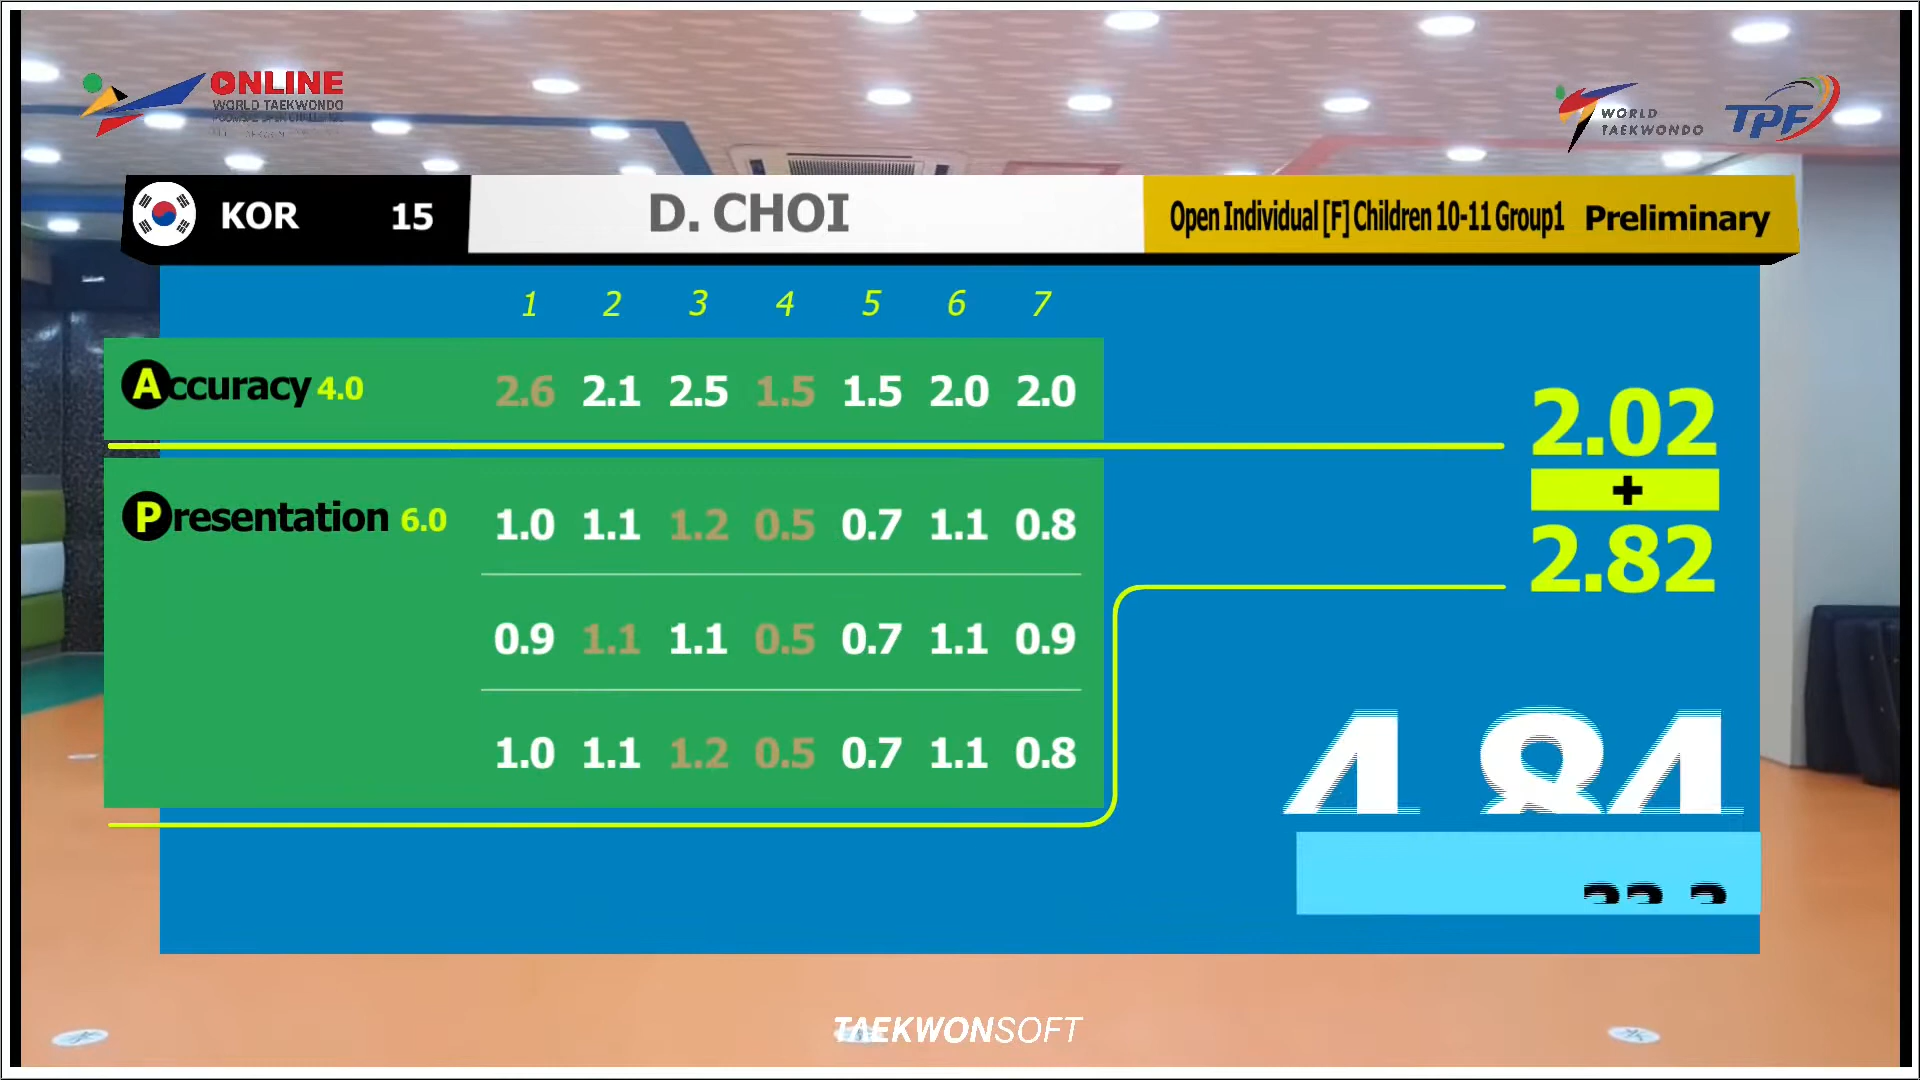 ONLINE
WORLD TAEKWONDO
WORLD
TAEKWONDO
TPF
KOR 15 D. CHOI Open Individual [F] Children 10-11 Group1 Preliminary
1 2 3 4 5 6 7
Accuracy 4.0 2.6 2.1 2.5 1.5 1.5 2.0 2.0
2.02
+
Presentation 6.0 1.0 1.1 1.2 0.5 0.7 1.1 0.8
2.82
0.9 1.1 1.1 0.5 0.7 1.1 0.9
1.0 1.1 1.2 0.5 0.7 1.1 0.8
4.84
TAEKWONSOFT